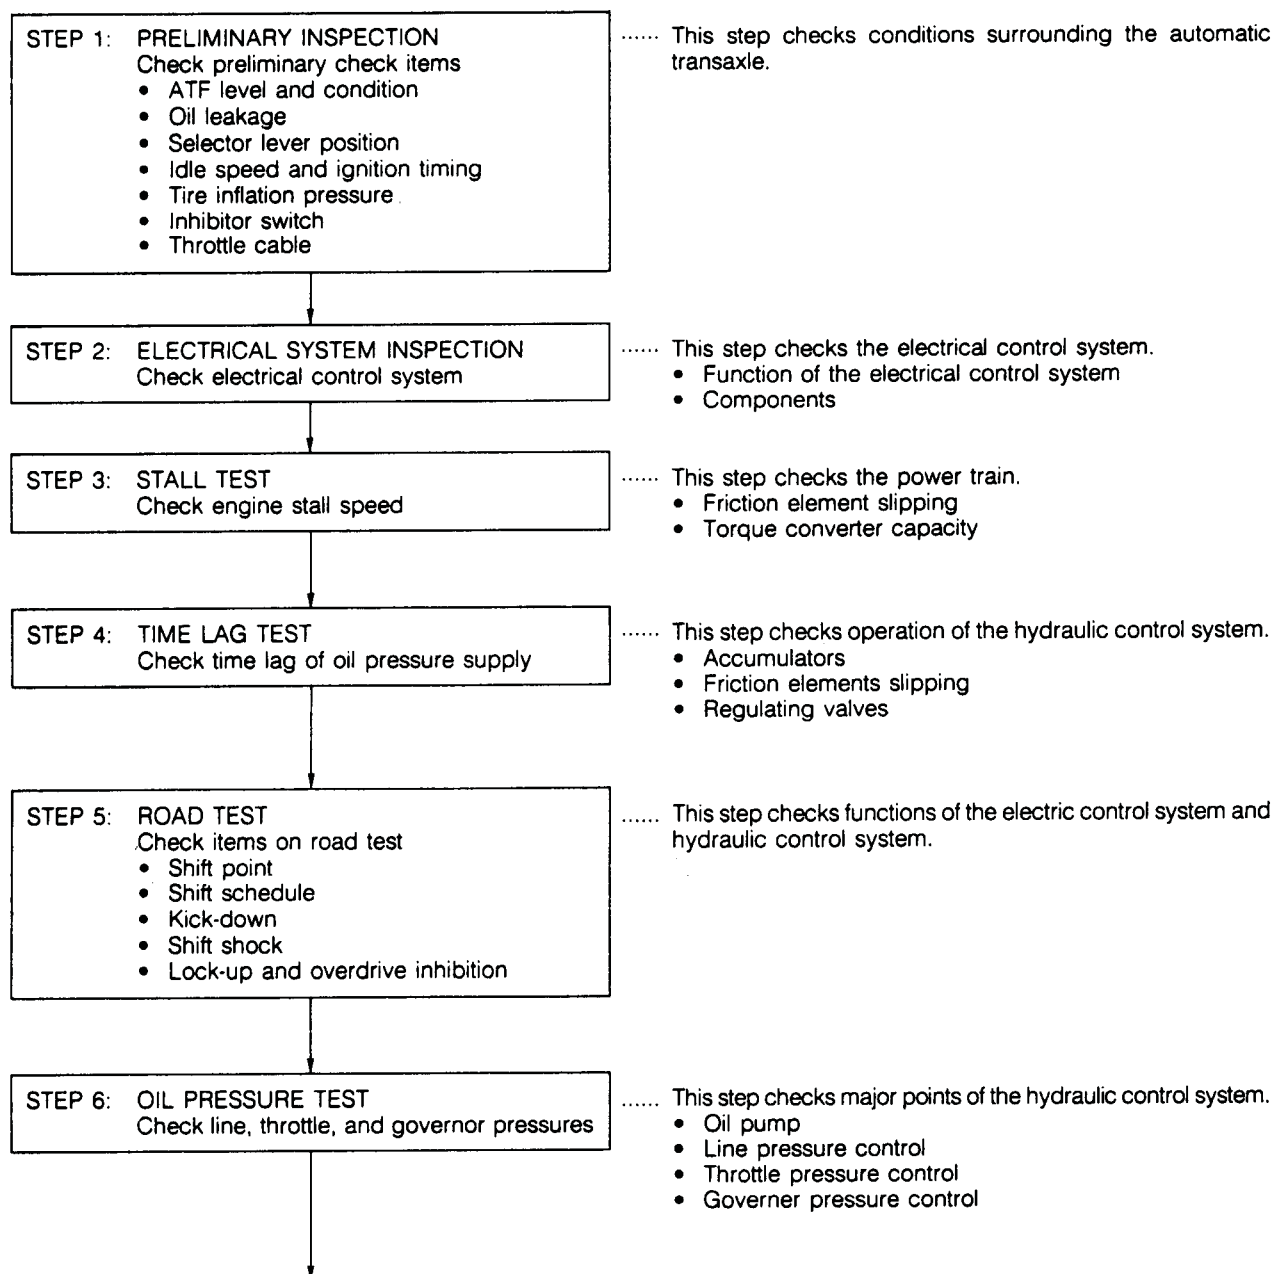 STEP 1: PRELIMINARY INSPECTION
Check preliminary check items
• ATF level and condition
• Oil leakage
• Selector lever position
• Idle speed and ignition timing
• Tire inflation pressure
• Inhibitor switch
• Throttle cable
...... This step checks conditions surrounding the automatic
transaxle.
STEP 2: ELECTRICAL SYSTEM INSPECTION
Check electrical control system
...... This step checks the electrical control system.
• Function of the electrical control system
• Components
STEP 3: STALL TEST
Check engine stall speed
...... This step checks the power train.
• Friction element slipping
• Torque converter capacity
STEP 4: TIME LAG TEST
Check time lag of oil pressure supply
...... This step checks operation of the hydraulic control system.
• Accumulators
• Friction elements slipping
• Regulating valves
STEP 5: ROAD TEST
Check items on road test
• Shift point
• Shift schedule
• Kick-down
• Shift shock
• Lock-up and overdrive inhibition
...... This step checks functions of the electric control system and
hydraulic control system.
STEP 6: OIL PRESSURE TEST
Check line, throttle, and governor pressures
...... This step checks major points of the hydraulic control system.
• Oil pump
• Line pressure control
• Throttle pressure control
• Governer pressure control